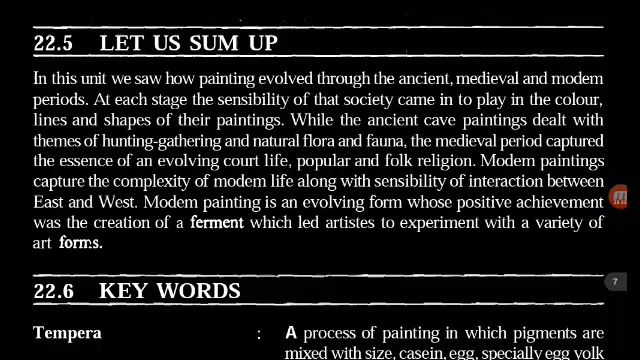 22.5 LET US SUM UP
In this unit we saw how painting evolved through the ancient, medieval and modem
periods. At each stage the sensibility of that society came in to play in the colour,
lines and shapes of their paintings. While the ancient cave paintings dealt with
themes of hunting-gathering and natural flora and fauna, the medieval period captured
the essence of an evolving court life, popular and folk religion. Modem paintings
capture the complexity of modem life along with sensibility of interaction between
East and West. Modem painting is an evolving form whose positive achievement
was the creation of a ferment which led artistes to experiment with a variety of
art forms.
7
22.6 KEY WORDS
Tempera : A process of painting in which pigments are
mixed with size, casein, egg, specially egg yolk